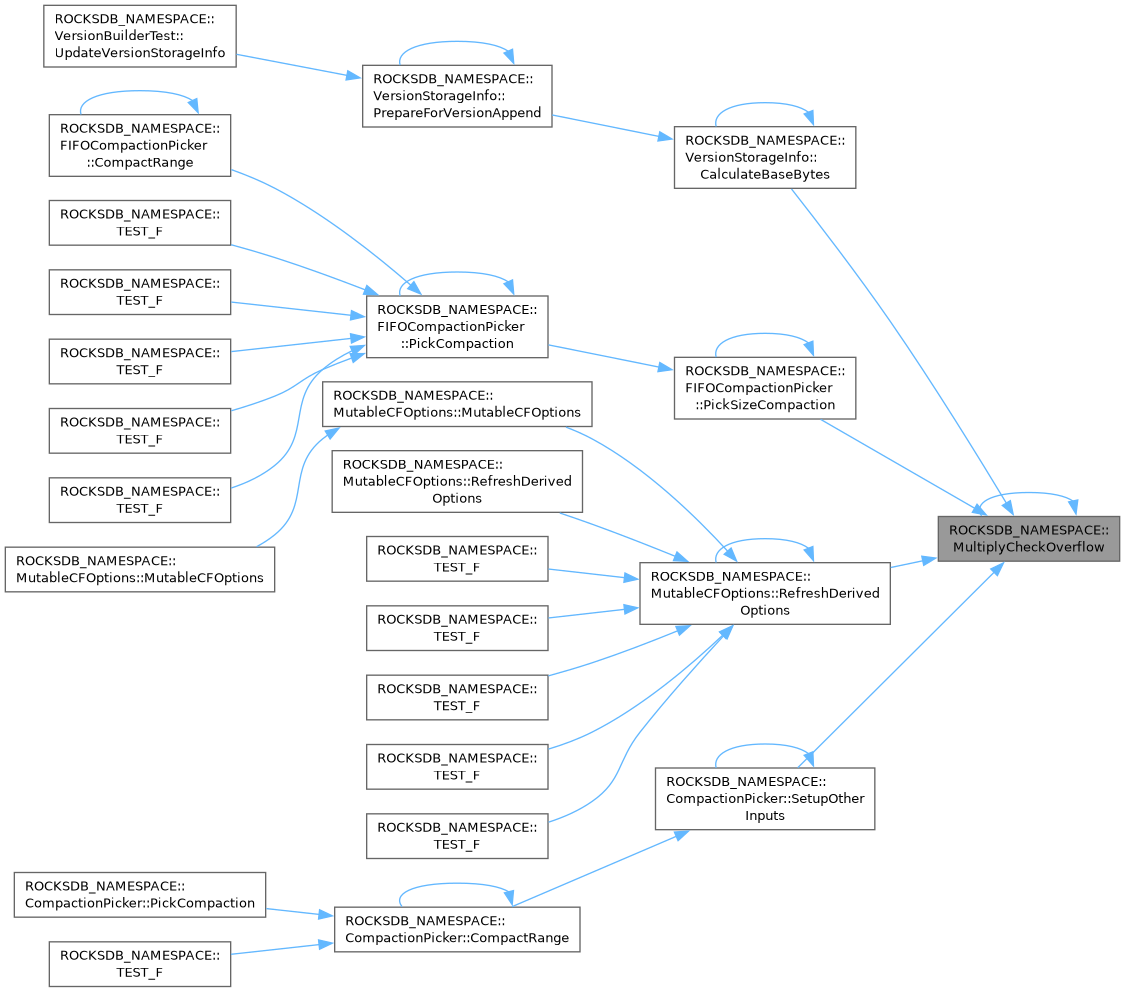 ROCKSDB_NAMESPACE::
VersionBuilderTest::
UpdateVersionStorageInfo
ROCKSDB_NAMESPACE::
VersionStorageInfo::
PrepareForVersionAppend
ROCKSDB_NAMESPACE::
FIFOCompactionPicker
::CompactRange
ROCKSDB_NAMESPACE::
VersionStorageInfo::
CalculateBaseBytes
ROCKSDB_NAMESPACE::
TEST_F
ROCKSDB_NAMESPACE::
TEST_F
ROCKSDB_NAMESPACE::
FIFOCompactionPicker
::PickCompaction
ROCKSDB_NAMESPACE::
TEST_F
ROCKSDB_NAMESPACE::
FIFOCompactionPicker
::PickSizeCompaction
ROCKSDB_NAMESPACE::
MutableCFOptions::MutableCFOptions
ROCKSDB_NAMESPACE::
TEST_F
ROCKSDB_NAMESPACE::
MutableCFOptions::RefreshDerived
Options
ROCKSDB_NAMESPACE::
TEST_F
ROCKSDB_NAMESPACE::
MultiplyCheckOverflow
ROCKSDB_NAMESPACE::
MutableCFOptions::MutableCFOptions
ROCKSDB_NAMESPACE::
TEST_F
ROCKSDB_NAMESPACE::
MutableCFOptions::RefreshDerived
Options
ROCKSDB_NAMESPACE::
TEST_F
ROCKSDB_NAMESPACE::
TEST_F
ROCKSDB_NAMESPACE::
TEST_F
ROCKSDB_NAMESPACE::
CompactionPicker::SetupOther
Inputs
ROCKSDB_NAMESPACE::
TEST_F
ROCKSDB_NAMESPACE::
CompactionPicker::PickCompaction
ROCKSDB_NAMESPACE::
CompactionPicker::CompactRange
ROCKSDB_NAMESPACE::
TEST_F